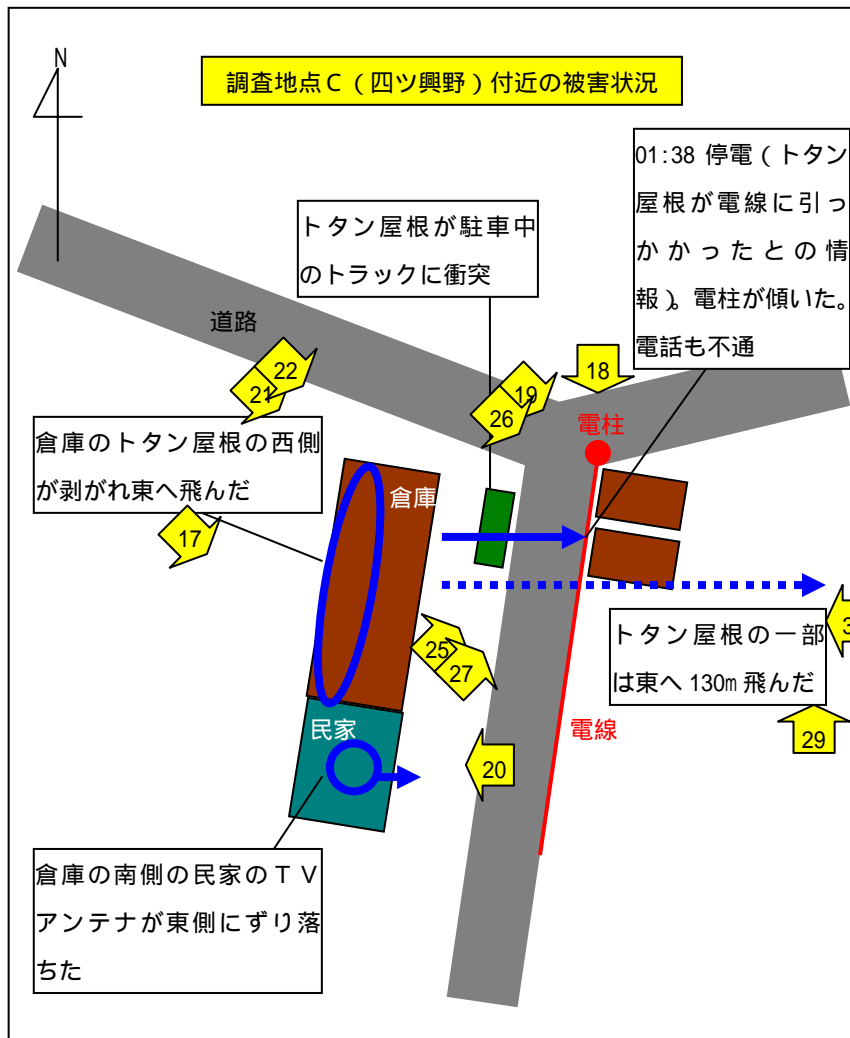 N
調査地点C（四ツ興野）付近の被害状況
01:38 停電（トタン
屋根が電線に引っ
かかったとの情
報）。電柱が傾いた。
電話も不通
トタン屋根が駐車中
のトラックに衝突
道路
22
21
19
26
18
電柱
倉庫のトタン屋根の西側
が剥がれ東へ飛んだ
倉庫
17
25
27
トタン屋根の一部
は東へ 130m 飛んだ
29
民家
20
電線
倉庫の南側の民家のＴＶ
アンテナが東側にずり落
ちた